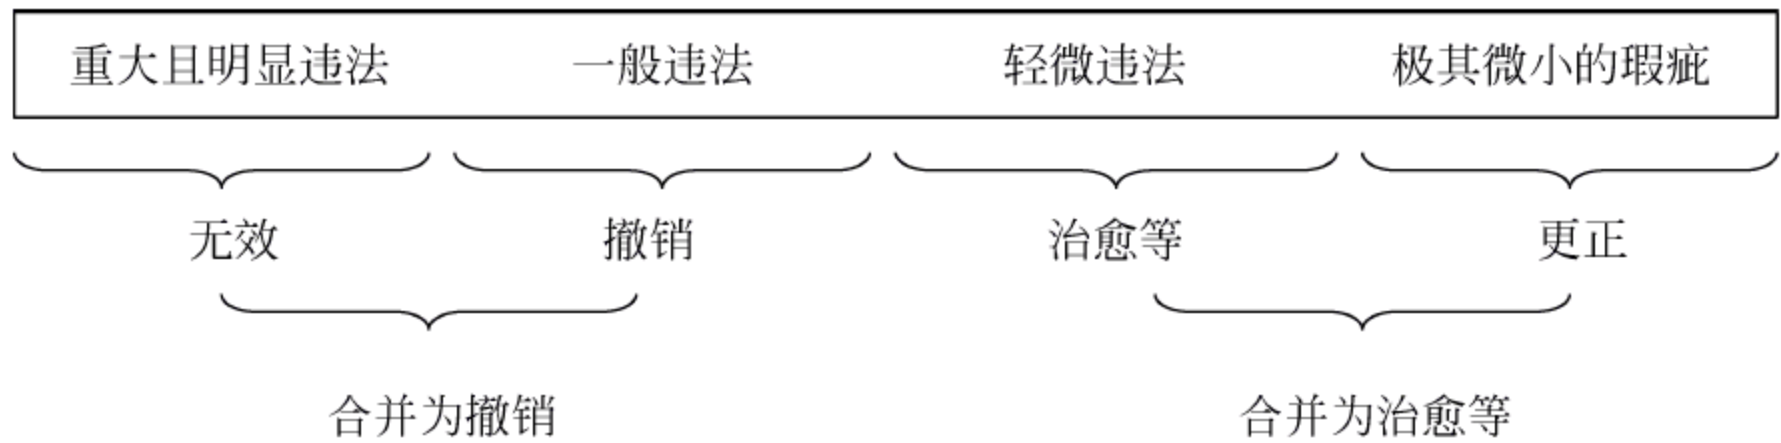 重大且明显违法 一般违法 轻微违法 极其微小的瑕疵
无效 撤销 治愈等 更正
合并为撤销 合并为治愈等